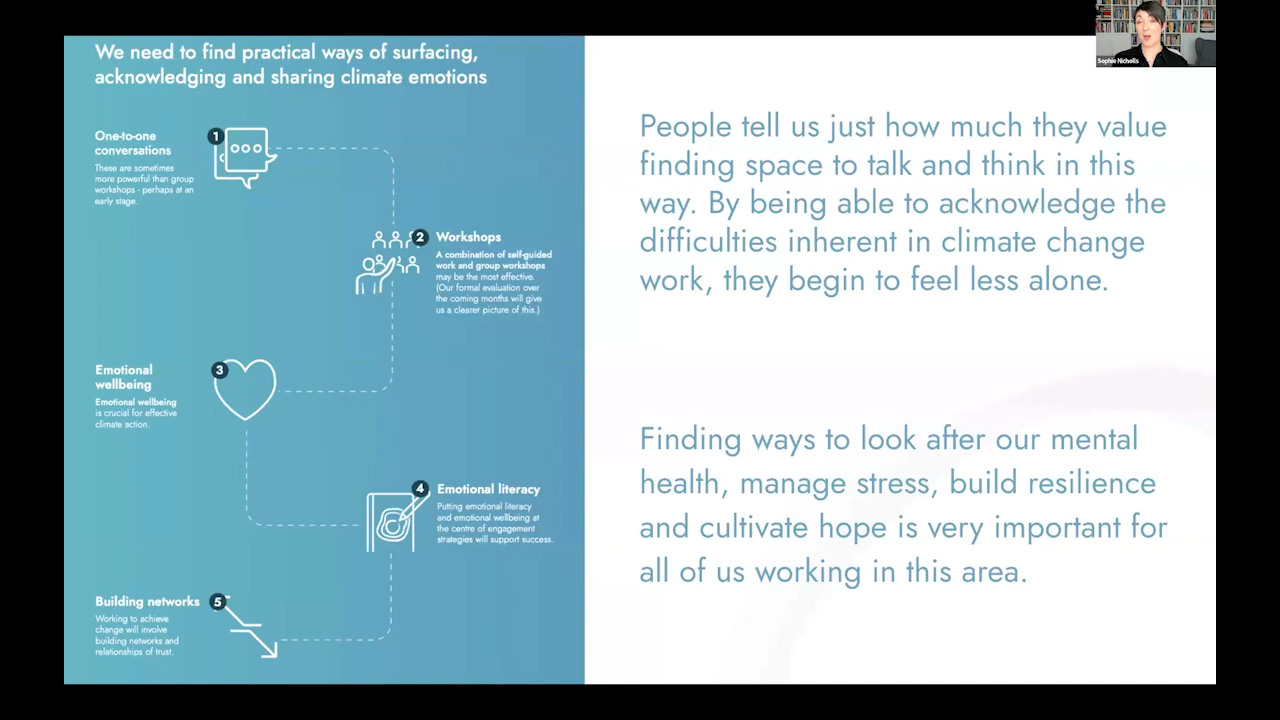 We need to find practical ways of surfacing,
acknowledging and sharing climate emotions
1
One-to-one
conversations
These are sometimes
more powerful than group
workshops - perhaps at an
early stage.
2
Workshops
A combination of self-guided
work and group workshops
may be the most effective.
(Our formal evaluation over
the coming months will give
us a clearer picture of this.)
3
Emotional
wellbeing
Emotional wellbeing
is crucial for effective
climate action.
4
Emotional literacy
Putting emotional literacy
and emotional wellbeing at
the centre of engagement
strategies will support success.
5
Building networks
Working to achieve
change will involve
building networks and
relationships of trust.
People tell us just how much they value
finding space to talk and think in this
way. By being able to acknowledge the
difficulties inherent in climate change
work, they begin to feel less alone.
Finding ways to look after our mental
health, manage stress, build resilience
and cultivate hope is very important for
all of us working in this area.
Sophie Nicholls